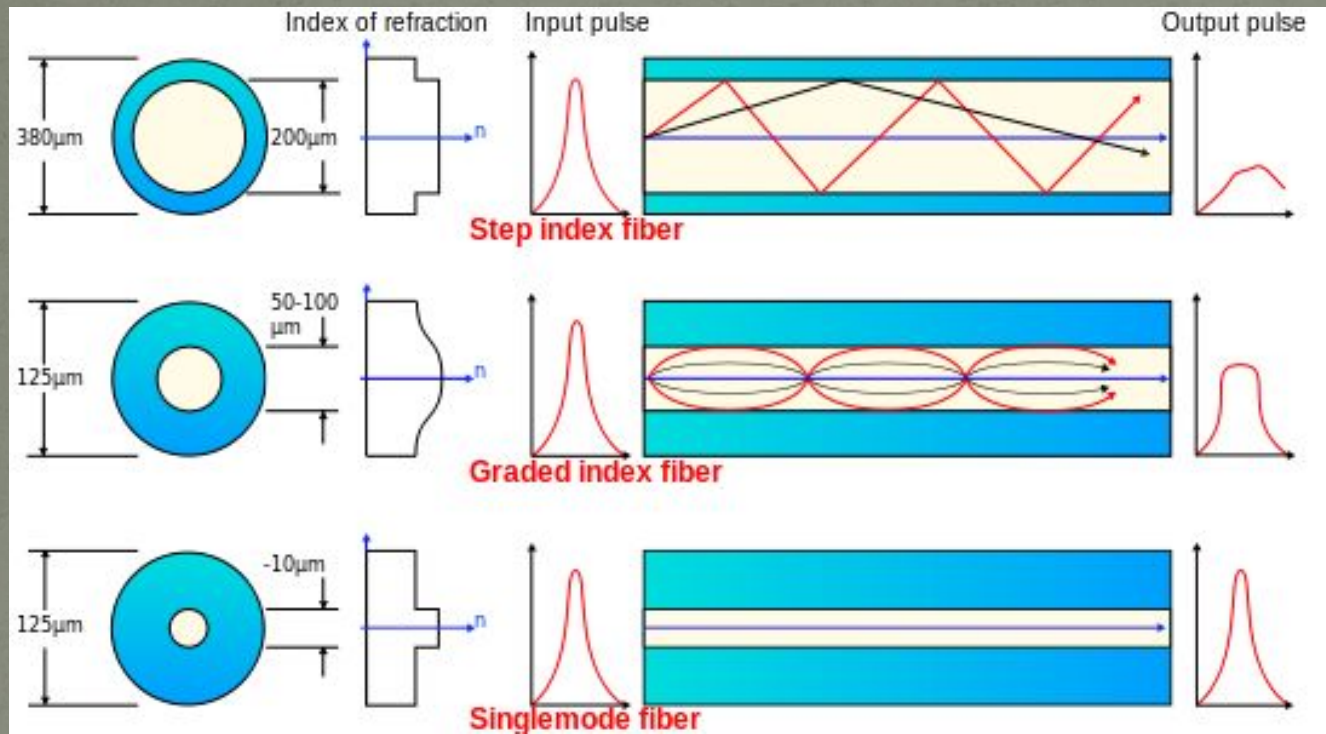 Index of refraction
Input pulse
Output pulse
380µm
200µm
n
Step index fiber
50-100
µm
125µm
n
Graded index fiber
-10µm
125µm
n
Singlemode fiber